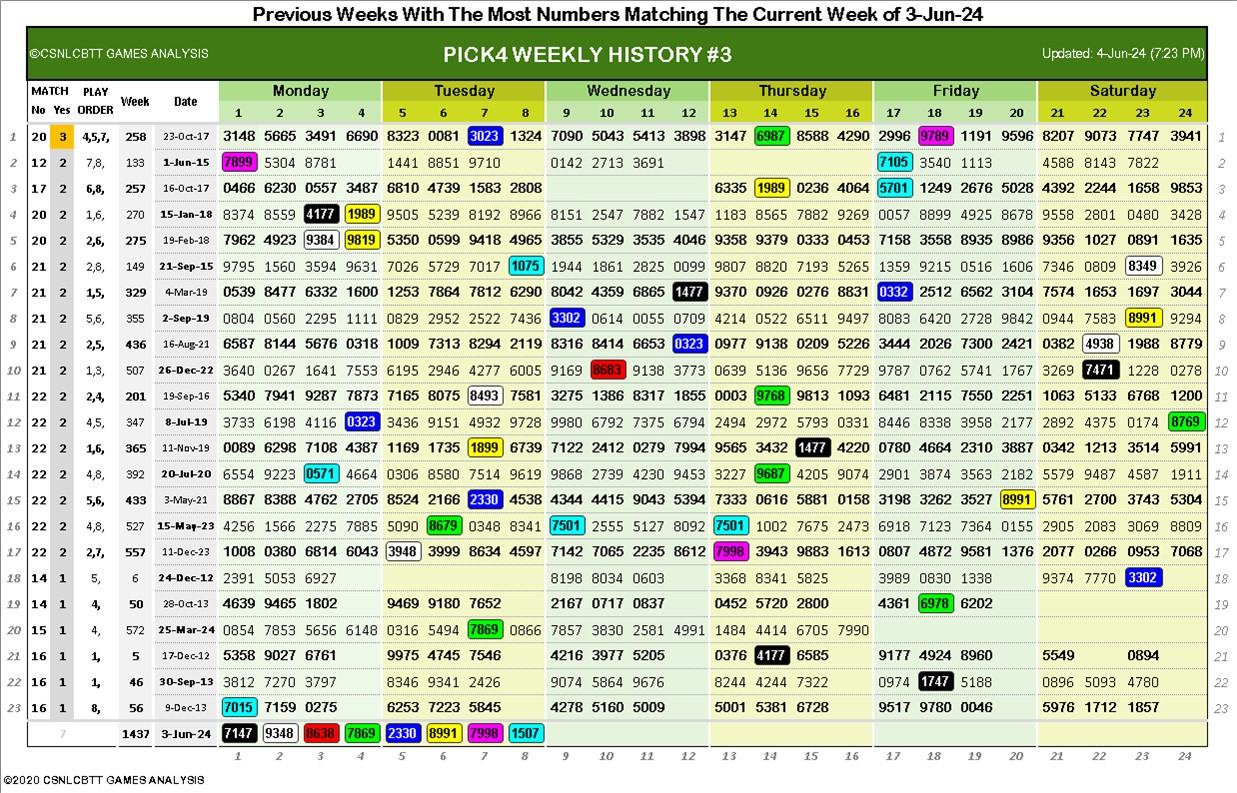 Previous Weeks With The Most Numbers Matching The Current Week of 3-Jun-24
©CSNLCBTT GAMES ANALYSIS PICK4 WEEKLY HISTORY #3 Updated: 4-Jun-24 (7:23 PM)
MATCH PLAY Week Date Monday Tuesday Wednesday Thursday Friday Saturday
No Yes ORDER 1 2 3 4 5 6 7 8 9 10 11 12 13 14 15 16 17 18 19 20 21 22 23 24
1 20 3 4,5,7, 258 23-Oct-17 3148 5665 3491 6690 8323 0081 3023 1324 7090 5043 5413 3898 3147 6987 8588 4290 2996 9789 1191 9596 8207 9073 7747 3941 1
2 12 2 7,8, 133 1-Jun-15 7899 5304 8781 1441 8851 9710 0142 2713 3691 7105 3540 1113 4588 8143 7822 2
3 17 2 6,8, 257 16-Oct-17 0466 6230 0557 3487 6810 4739 1583 2808 6335 1989 0236 4064 5701 1249 2676 5028 4392 2244 1658 9853 3
4 20 2 1,6, 270 15-Jan-18 8374 8559 4177 1989 9505 5239 8192 8966 8151 2547 7882 1547 1183 8565 7882 9269 0057 8899 4925 8678 9558 2801 0480 3428 4
5 20 2 2,6, 275 19-Feb-18 7962 4923 9384 9819 5350 0599 9418 4965 3855 5329 3535 4046 9358 9379 0333 0453 7158 3558 8935 8986 9356 1027 0891 1635 5
6 21 2 2,8, 149 21-Sep-15 9795 1560 3594 9631 7026 5729 7017 1075 1944 1861 2825 0099 9807 8820 7193 5265 1359 9215 0516 1606 7346 0809 8349 3926 6
7 21 2 1,5, 329 4-Mar-19 0539 8477 6332 1600 1253 7864 7812 6290 8042 4359 6865 1477 9370 0926 0276 8831 0332 2512 6562 3104 7574 1653 1697 3044 7
8 21 2 5,6, 355 2-Sep-19 0804 0560 2295 1111 0829 2952 2522 7436 3302 0614 0055 0709 4214 0522 6511 9497 8083 6420 2728 9842 0944 7583 8991 9294 8
9 21 2 2,5, 436 16-Aug-21 6587 8144 5676 0318 1009 7313 8294 2119 8316 8414 6653 0323 0977 9138 0209 5226 3444 2026 7300 2421 0382 4938 1988 8779 9
10 21 2 1,3, 507 26-Dec-22 3640 0267 1641 7553 6195 2946 4277 6005 9169 8683 9138 3773 0639 5136 9656 7729 9787 0762 5741 1767 3269 7471 1228 0278 10
11 22 2 2,4, 201 19-Sep-16 5340 7941 9287 7873 7165 8075 8493 7581 3275 1386 8317 1855 0003 9768 9813 1093 6481 2115 7550 2251 1063 5133 6768 1200 11
12 22 2 4,5, 347 8-Jul-19 3733 6198 4116 0323 3436 9151 4932 9728 9980 6792 7375 6794 2494 2972 5793 0331 8446 8338 3958 2177 2892 4375 0174 8769 12
13 22 2 1,6, 365 11-Nov-19 0089 6298 7108 4387 1169 1735 1899 6739 7122 2412 0279 7994 9565 3432 1477 4220 0780 4664 2310 3887 0342 1213 3514 5991 13
14 22 2 4,8, 392 20-Jul-20 6554 9223 0571 4664 0306 8580 7514 9619 9868 2739 4230 9453 3227 9687 4205 9074 2901 3874 3563 2182 5579 9487 4587 1911 14
15 22 2 5,6, 433 3-May-21 8867 8388 4762 2705 8524 2166 2330 4538 4344 4415 9043 5394 7333 0616 5881 0158 3198 3262 3527 8991 5761 2700 3743 5304 15
16 22 2 4,8, 527 15-May-23 4256 1566 2275 7885 5090 8679 0348 8341 7501 2555 5127 8092 7501 1002 7675 2473 6918 7123 7364 0155 2905 2083 3069 8809 16
17 22 2 2,7, 557 11-Dec-23 1008 0380 6814 6043 3948 3999 8634 4597 7142 7065 2235 8612 7998 3943 9883 1613 0807 4872 9581 1376 2077 0266 0953 7068 17
18 14 1 5, 6 24-Dec-12 2391 5053 6927 8198 8034 0603 3368 8341 5825 3989 0830 1338 9374 7770 3302 18
19 14 1 4, 50 28-Oct-13 4639 9465 1802 9469 9180 7652 2167 0717 0837 0452 5720 2800 4361 6978 6202 19
20 15 1 4, 572 25-Mar-24 0854 7853 5656 6148 0316 5494 7869 0866 7857 3830 2581 4991 1484 4414 6705 7990 20
21 16 1 1, 5 17-Dec-12 5358 9027 6761 9975 4745 7546 4216 3977 5205 0376 4177 6585 9177 4924 8960 5549 0894 21
22 16 1 1, 46 30-Sep-13 3812 7270 3797 8346 9341 2426 9074 5864 9676 8244 4244 7322 0974 1747 5188 0896 5093 4780 22
23 16 1 8, 56 9-Dec-13 7015 7159 0275 6253 7223 5845 4278 5160 5009 5001 5381 6728 9517 9780 0046 5976 1712 1857 23
7 1437 3-Jun-24 7147 9348 8638 7869 2330 8991 7998 1507
1 2 3 4 5 6 7 8 9 10 11 12 13 14 15 16 17 18 19 20 21 22 23 24
©2020 CSNLCBTT GAMES ANALYSIS